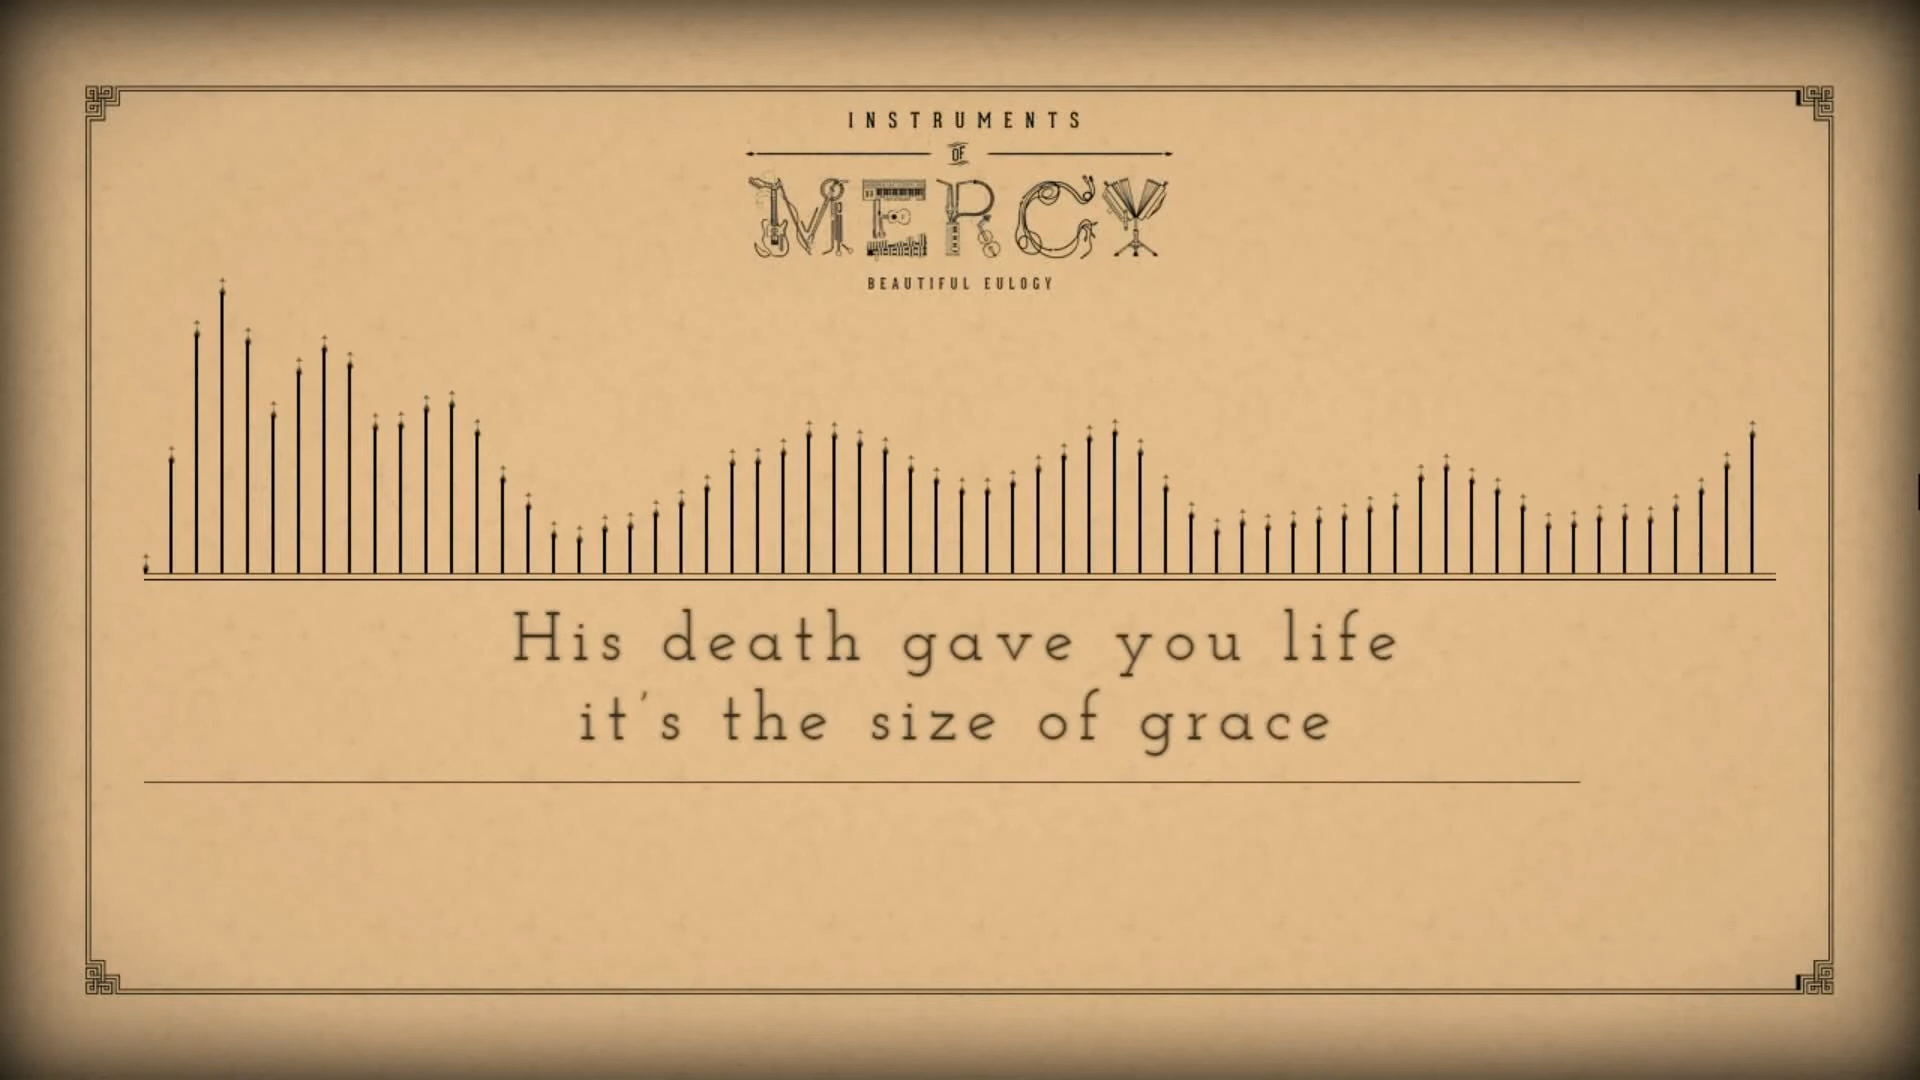 INSTRUMENTS
OF
MERCY
BEAUTIFUL EULOGY
His death gave you life
it's the size of grace